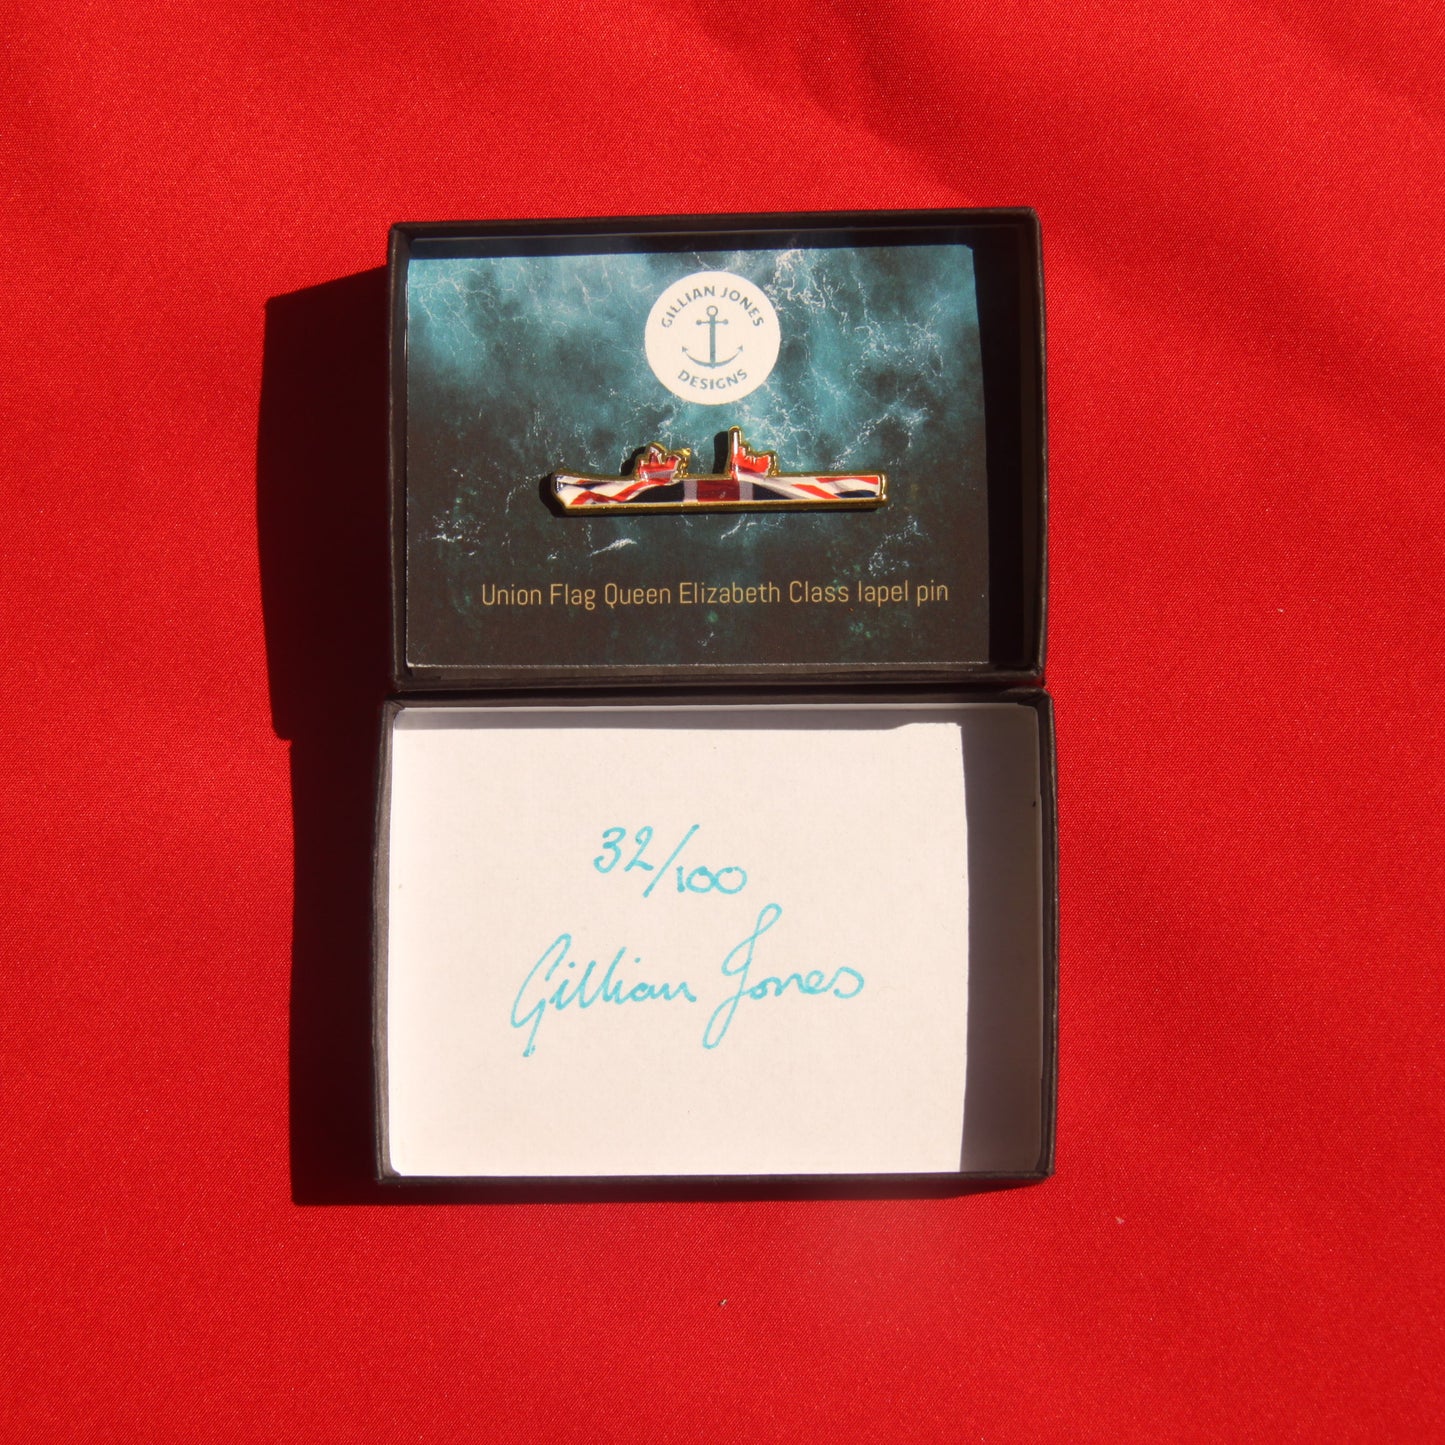 GILLIAN JONES
DESIGNS
Union Flag Queen Elizabeth Class lapel pin
32/100
Gillian Jones